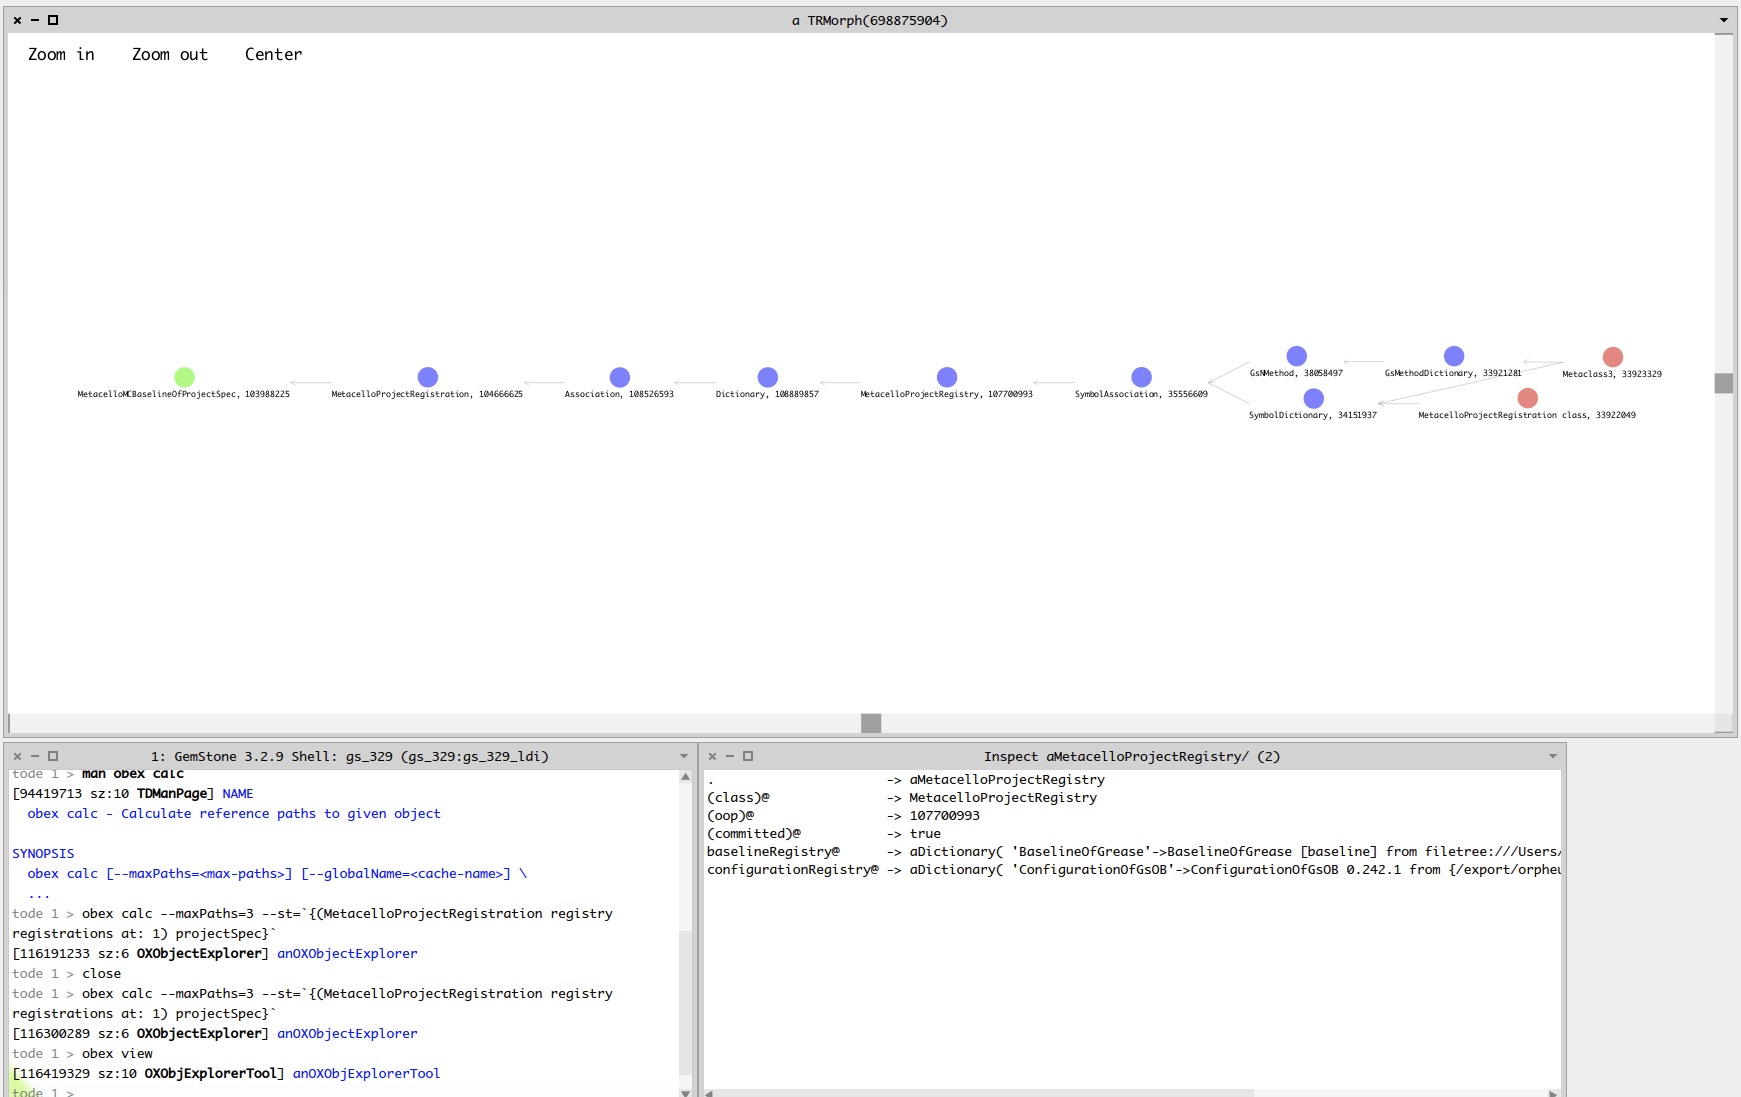 a TRMorph(698875904)
Zoom in Zoom out Center
GsNMethod, 38058497
GsMethodDictionary, 33921281
Metaclass3, 33923329
MetacelloMCBaselineOfProjectSpec, 103988225
MetacelloProjectRegistration, 104666625
Association, 108526593
Dictionary, 108889857
MetacelloProjectRegistry, 107700993
SymbolAssociation, 35556609
SymbolDictionary, 34151937
MetacelloProjectRegistration class, 33922049
1: GemStone 3.2.9 Shell: gs_329 (gs_329:gs_329_ldi)
tode 1 > man obex calc
[94419713 sz:10 TDManPage] NAME
obex calc - Calculate reference paths to given object
SYNOPSIS
obex calc [--maxPaths=<max-paths>] [--globalName=<cache-name>] \
...
tode 1 > obex calc --maxPaths=3 --st=`{(MetacelloProjectRegistration registry
registrations at: 1) projectSpec}`
[116191233 sz:6 OXObjectExplorer] anOXObjectExplorer
tode 1 > close
tode 1 > obex calc --maxPaths=3 --st=`{(MetacelloProjectRegistration registry
registrations at: 1) projectSpec}`
[116300289 sz:6 OXObjectExplorer] anOXObjectExplorer
tode 1 > obex view
[116419329 sz:10 OXObjExplorerTool] anOXObjExplorerTool
tode 1 >
Inspect aMetacelloProjectRegistry/ (2)
. -> aMetacelloProjectRegistry
(class)@ -> MetacelloProjectRegistry
(oop)@ -> 107700993
(committed)@ -> true
baselineRegistry@ -> aDictionary( 'BaselineOfGrease'->BaselineOfGrease [baseline] from filetree:///Users/
configurationRegistry@ -> aDictionary( 'ConfigurationOfGsOB'->ConfigurationOfGsOB 0.242.1 from {/export/orpheu